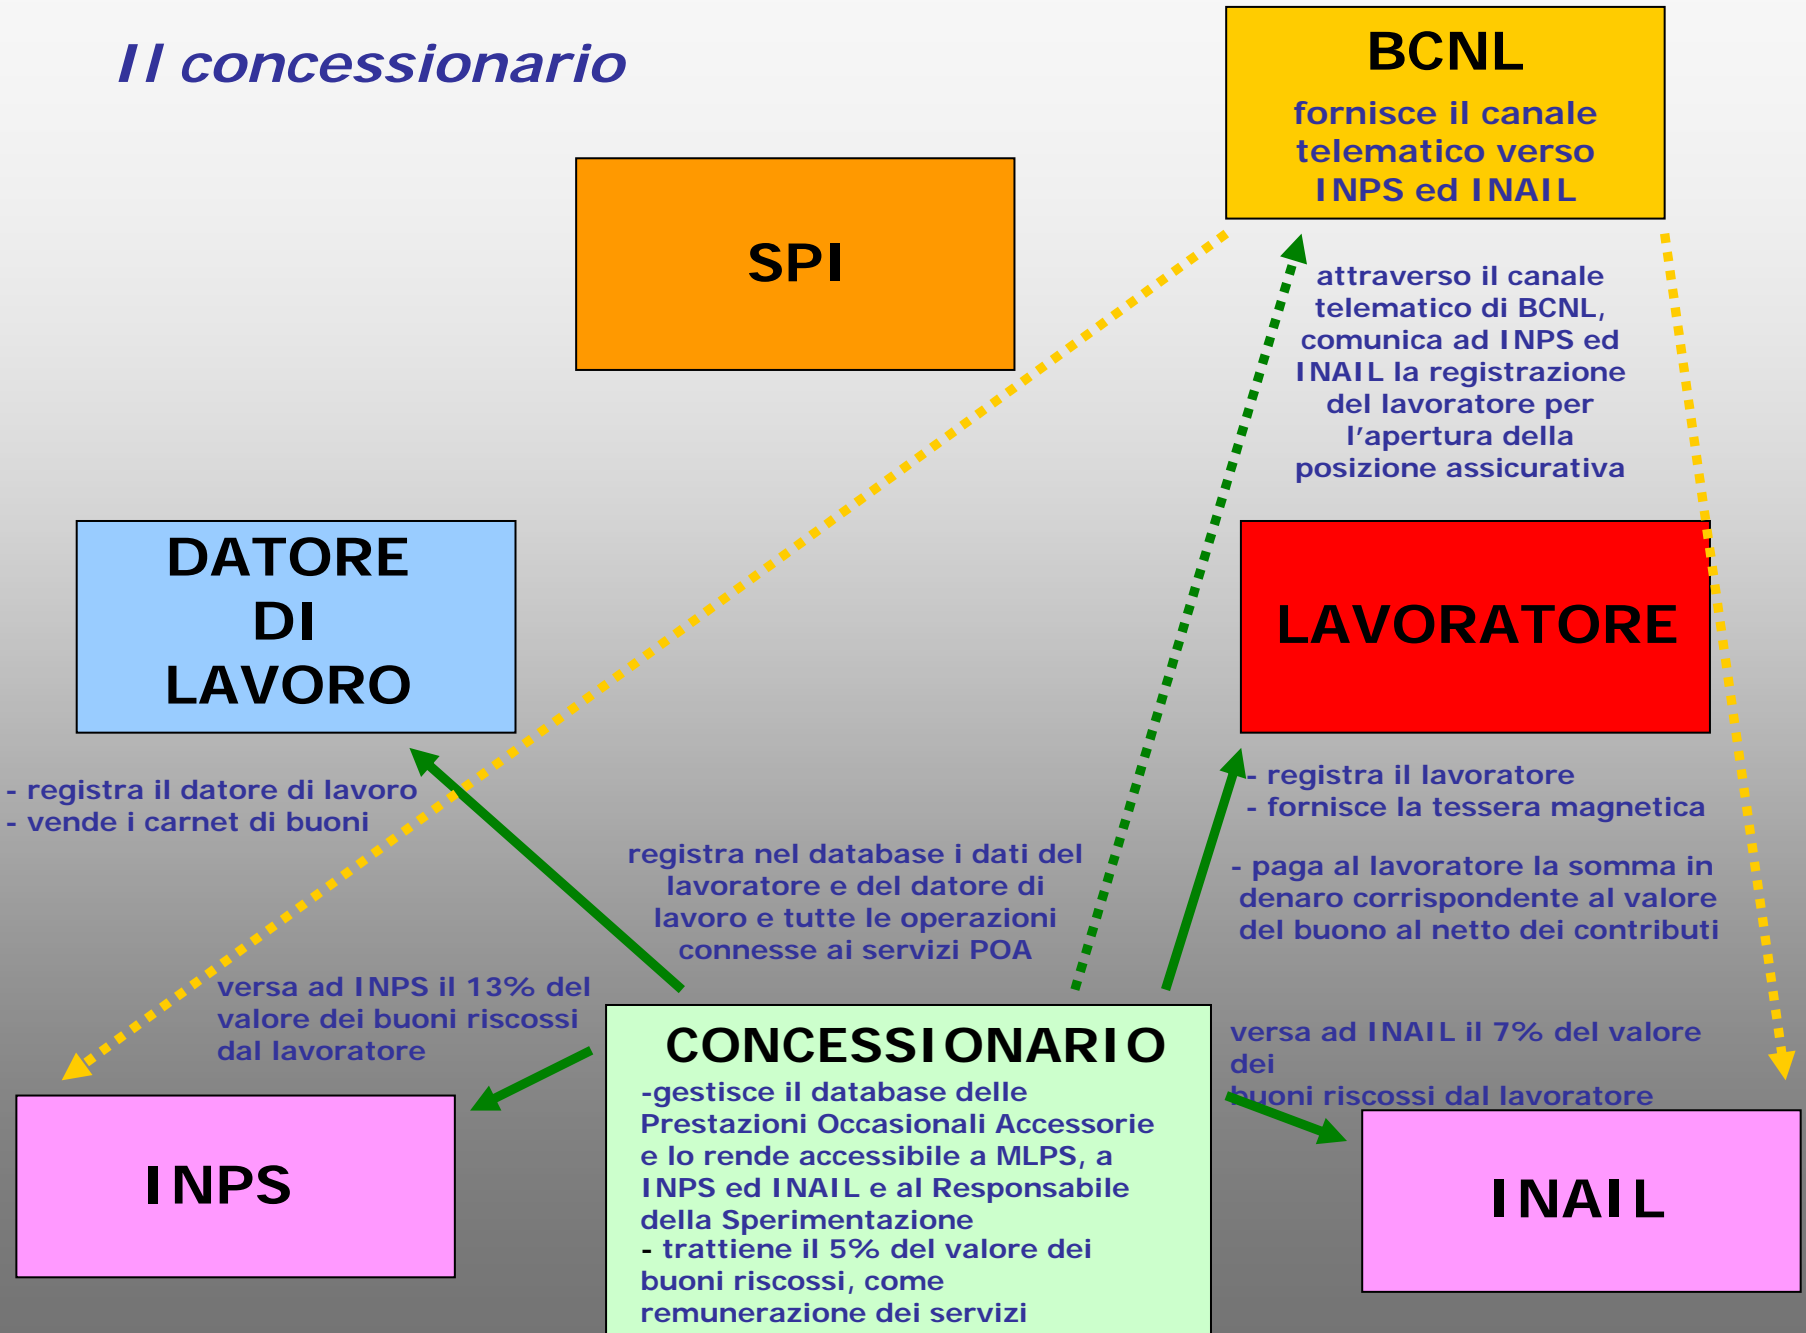 Il concessionario
BCNL
fornisce il canale
telematico verso
INPS ed INAIL
SPI
attraverso il canale
telematico di BCNL,
comunica ad INPS ed
INAIL la registrazione
del lavoratore per
l'apertura della
posizione assicurativa
DATORE
DI
LAVORO
LAVORATORE
- registra il datore di lavoro
- vende i carnet di buoni
- registra il lavoratore
- fornisce la tessera magnetica
- paga al lavoratore la somma in
denaro corrispondente al valore
del buono al netto dei contributi
registra nel database i dati del
lavoratore e del datore di
lavoro e tutte le operazioni
connesse ai servizi POA
versa ad INPS il 13% del
valore dei buoni riscossi
dal lavoratore
CONCESSIONARIO
-gestisce il database delle
Prestazioni Occasionali Accessorie
e lo rende accessibile a MLPS, a
INPS ed INAIL e al Responsabile
della Sperimentazione
- trattiene il 5% del valore dei
buoni riscossi, come
remunerazione dei servizi
versa ad INAIL il 7% del valore
dei
buoni riscossi dal lavoratore
INPS
INAIL